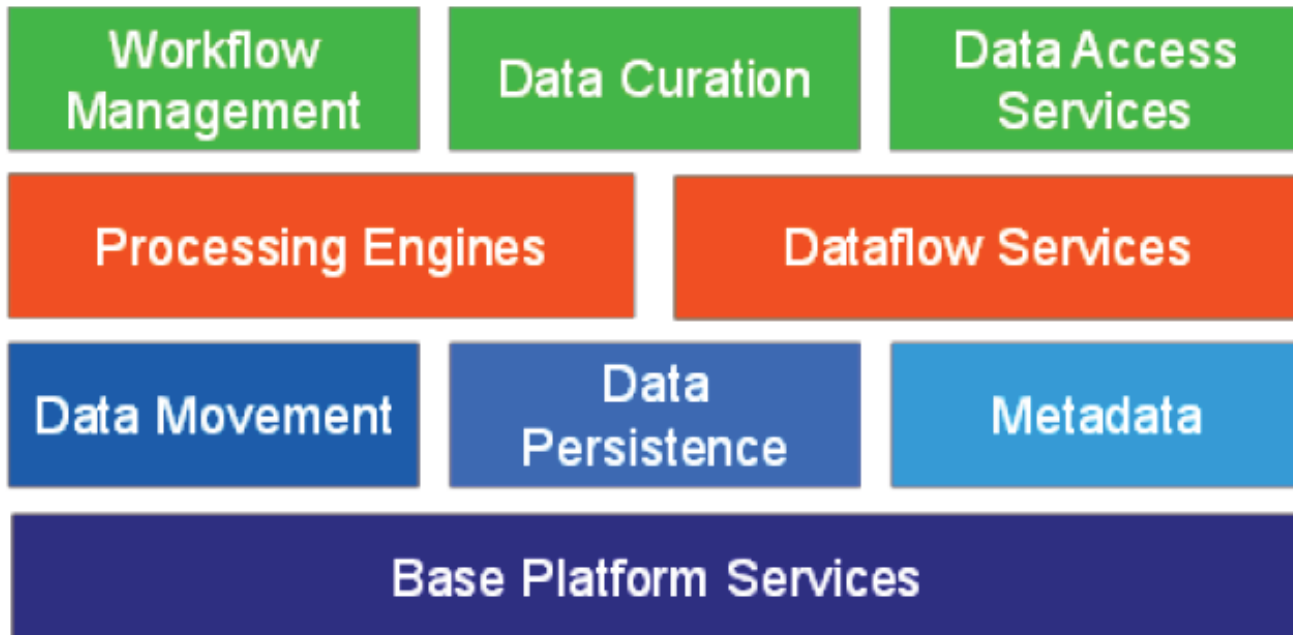 Workflow
Management
Data Curation
Data Access
Services
Processing Engines
Dataflow Services
Data Movement
Data
Persistence
Metadata
Base Platform Services